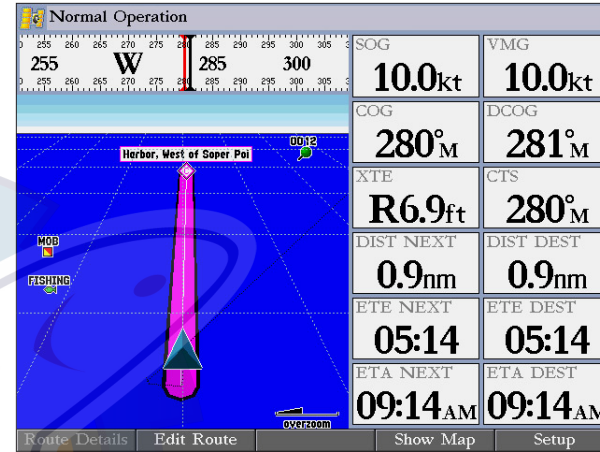 Normal Operation
255 260 265 270 275 280 285 290 295 300 305
255 W 285 300
255 260 265 270 275 280 285 290 295 300 305
SOG
10.0kt
VMG
10.0kt
COG
280°M
DCOG
281°M
XTE
R6.9ft
CTS
280°M
DIST NEXT
0.9nm
DIST DEST
0.9nm
ETE NEXT
05:14
ETE DEST
05:14
ETA NEXT
09:14AM
ETA DEST
09:14AM
0012
Harbor, West of Soper Poi
MOB
FISHING
overzoom
Route Details Edit Route Show Map Setup